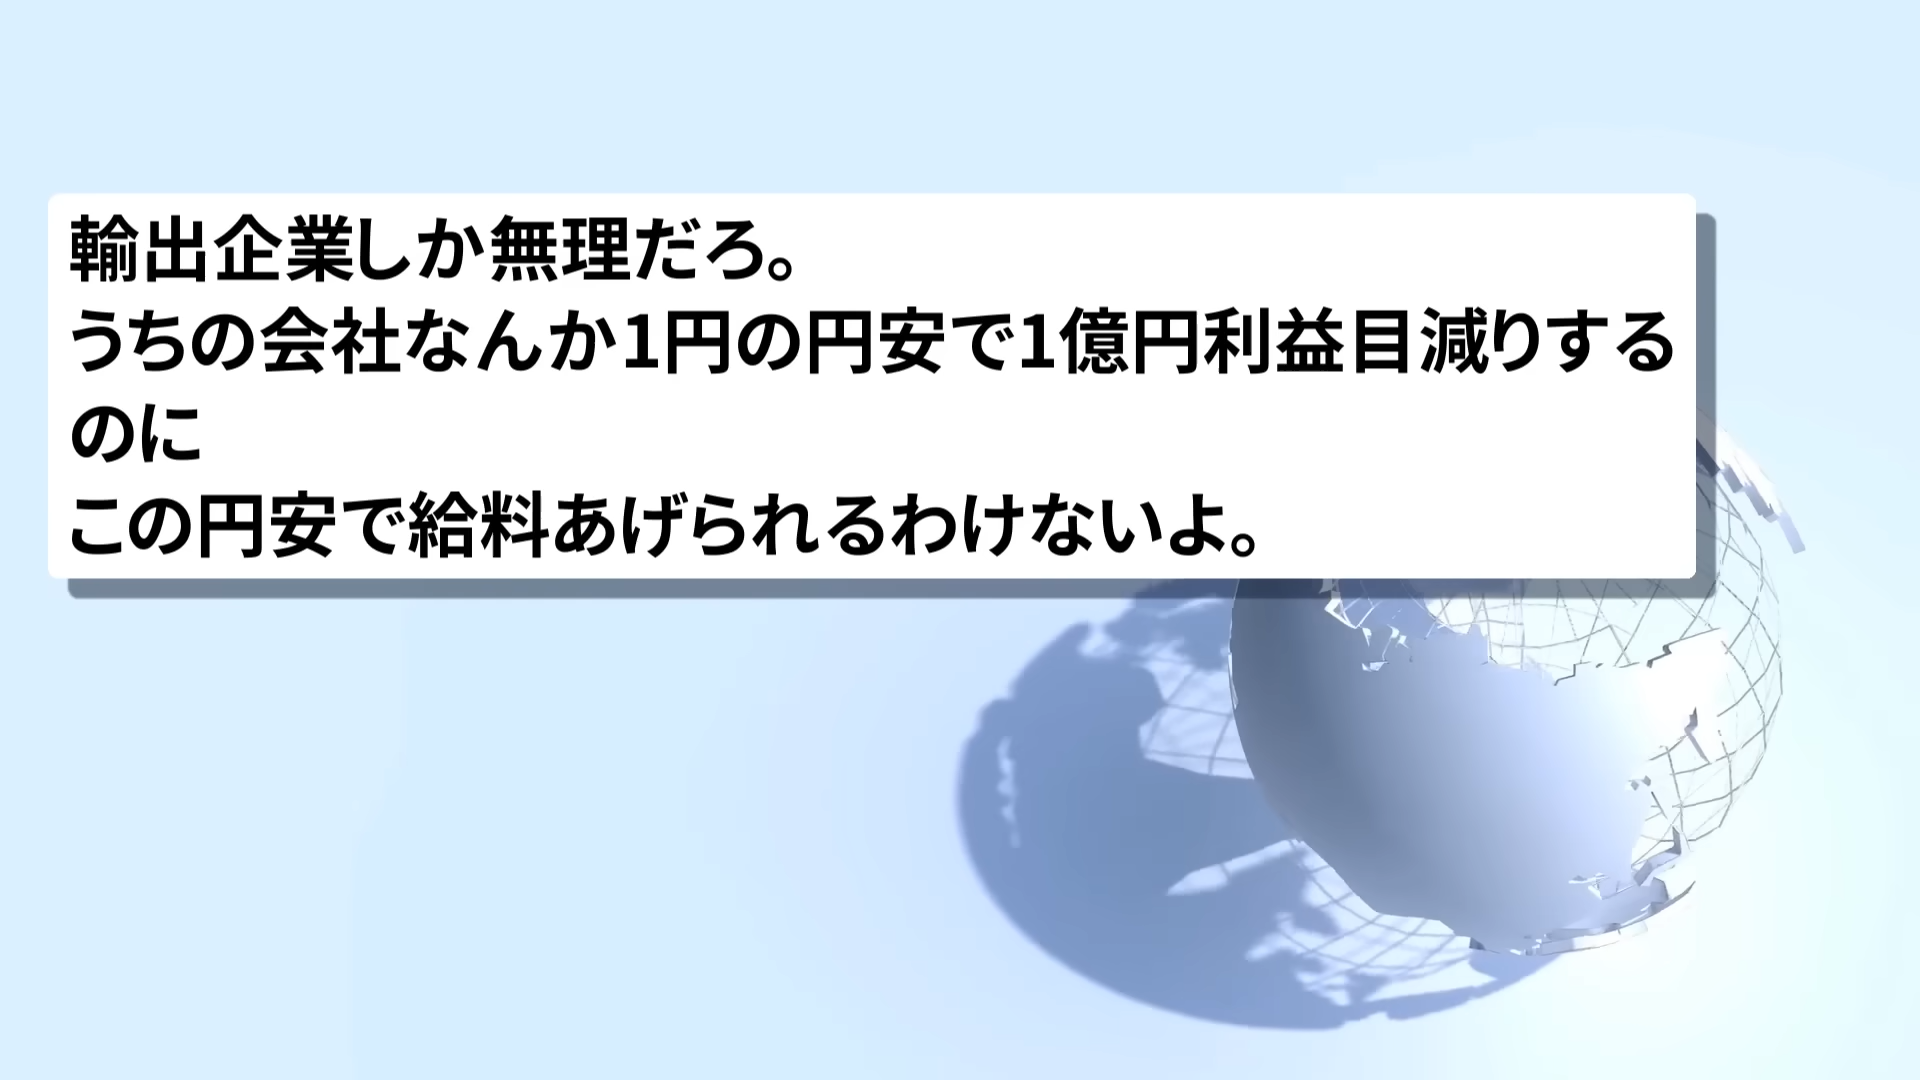 輸出企業しか無理だろ。
うちの会社なんか1円の円安で1億円利益目減りする
のに
この円安で給料あげられるわけないよ。